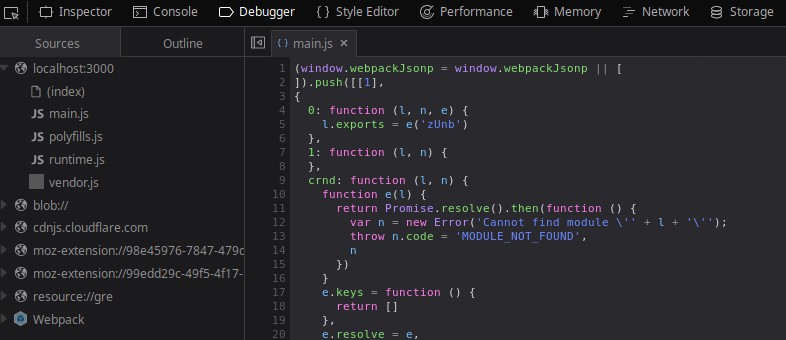 Inspector Console Debugger Style Editor Performance Memory Network Storage
Sources Outline
localhost:3000
(index)
JS main.js
JS polyfills.js
JS runtime.js
vendor.js
blob://
cdnjs.cloudflare.com
moz-extension://98e45976-7847-479c
moz-extension://99edd29c-49f5-4f17-
resource://gre
Webpack
{} main.js ×
1 (window.webpackJsonp = window.webpackJsonp || [
2 ]).push([[1],
3 {
4 0: function (l, n, e) {
5 l.exports = e('zUnb')
6 },
7 1: function (l, n) {
8 },
9 crnd: function (l, n) {
10 function e(l) {
11 return Promise.resolve().then(function () {
12 var n = new Error('Cannot find module \'' + l + '\'');
13 throw n.code = 'MODULE_NOT_FOUND',
14 n
15 })
16 }
17 e.keys = function () {
18 return []
19 },
20 e.resolve = e,